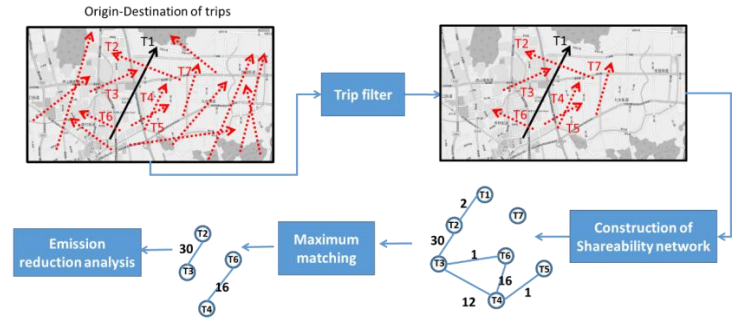 Origin-Destination of trips
T1
T2
T7
T3
T4
T6
T5
Trip filter
T1
T2
T7
T3
T4
T6
T5
Construction of
Shareability network
T1
2
T7
T2
30
T3
1
T6
T5
16
1
12
T4
Maximum
matching
T2
30
T6
T3
16
T4
Emission
reduction analysis